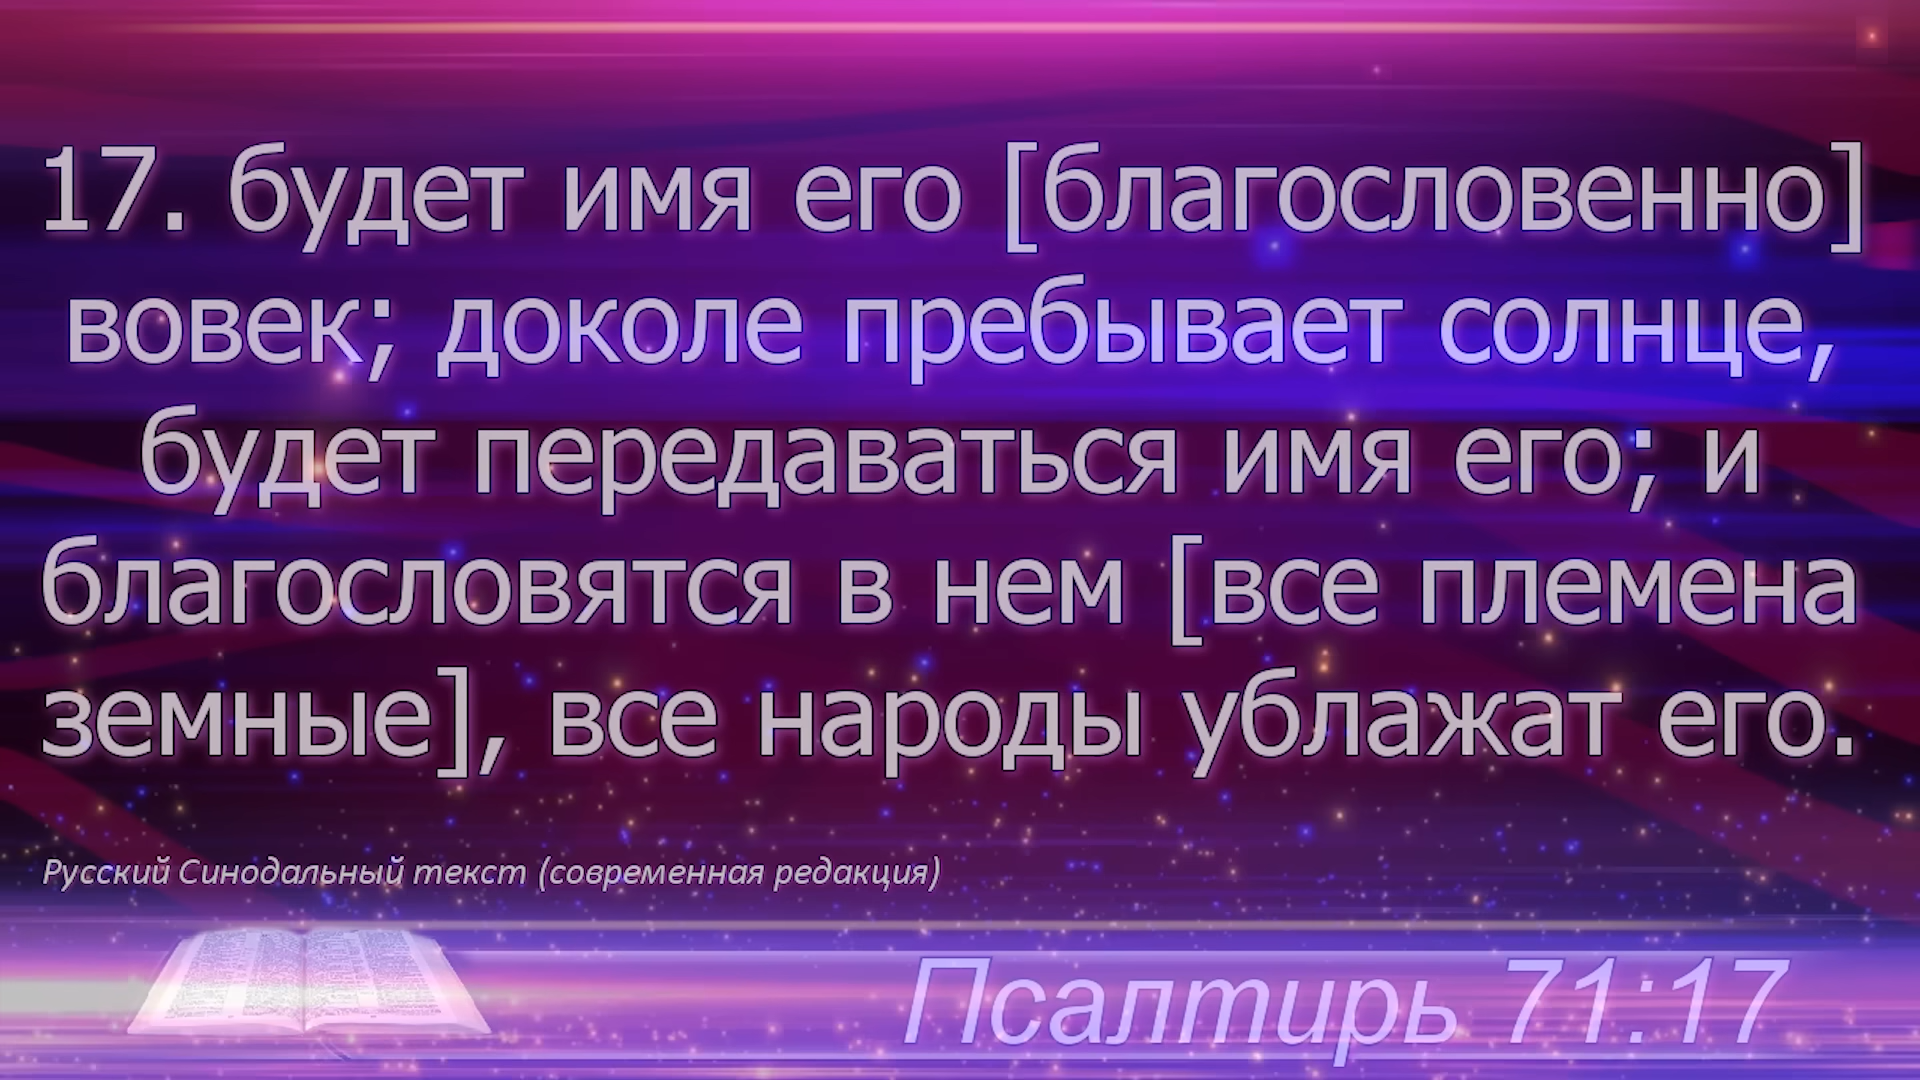 17. будет имя его [благословенно]
вовек; доколе пребывает солнце,
будет передаваться имя его; и
благословятся в нем [все племена
земные], все народы ублажат его.
Русский Синодальный текст (современная редакция)
Псалтирь 71:17